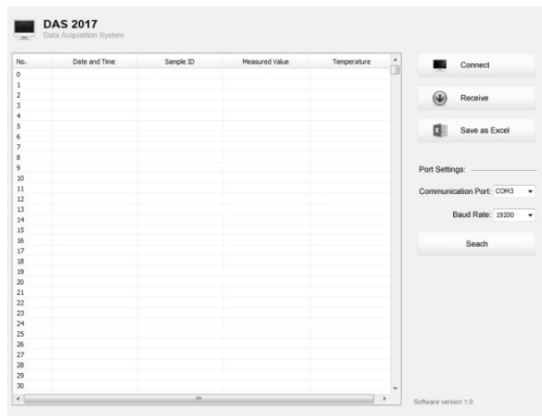 DAS 2017
Data Acquisition System
No. Date and Time Sample ID Measured Value Temperature
0
1
2
3
4
5
6
7
8
9
10
11
12
13
14
15
16
17
18
19
20
21
22
23
24
25
26
27
28
29
30
Connect
Receive
Save as Excel
Port Settings:
Communication Port: COM3
Baud Rate: 19200
Seach
Software version 1.0